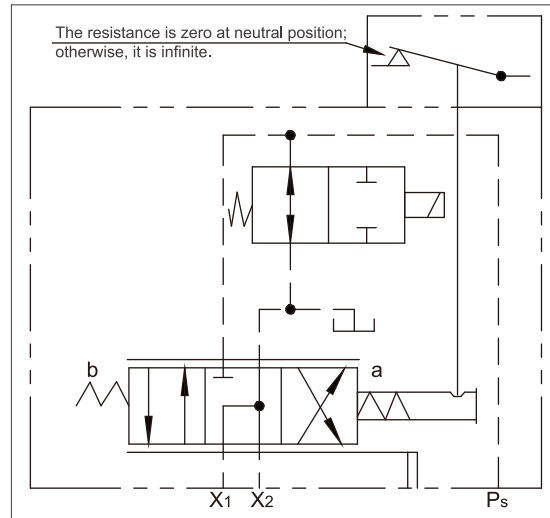 The resistance is zero at neutral position;
otherwise, it is infinite.
b
a
X1 X2 Ps